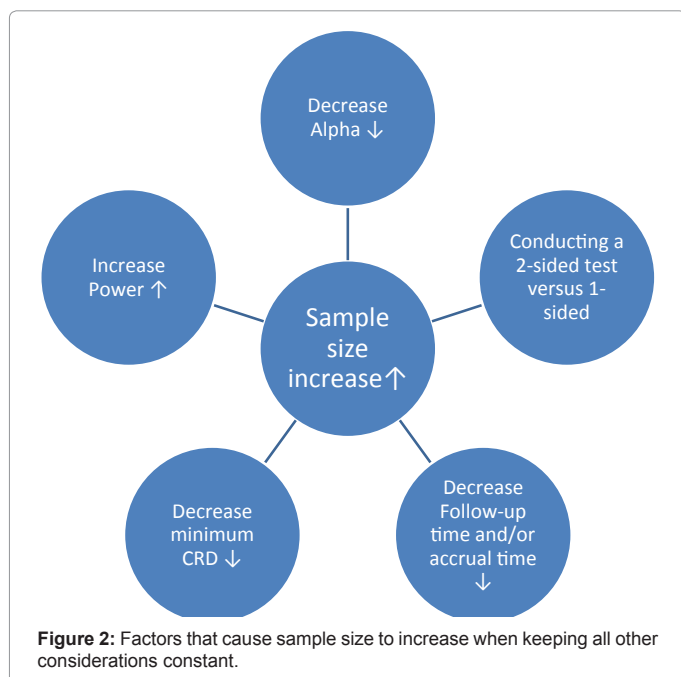 Decrease
Alpha ↓
Increase
Power ↑
Conducting a
2-sided test
versus 1-
sided
Sample
size
increase↑
Decrease
minimum
CRD ↓
Decrease
Follow-up
time and/or
accrual time
↓
Figure 2: Factors that cause sample size to increase when keeping all other
considerations constant.